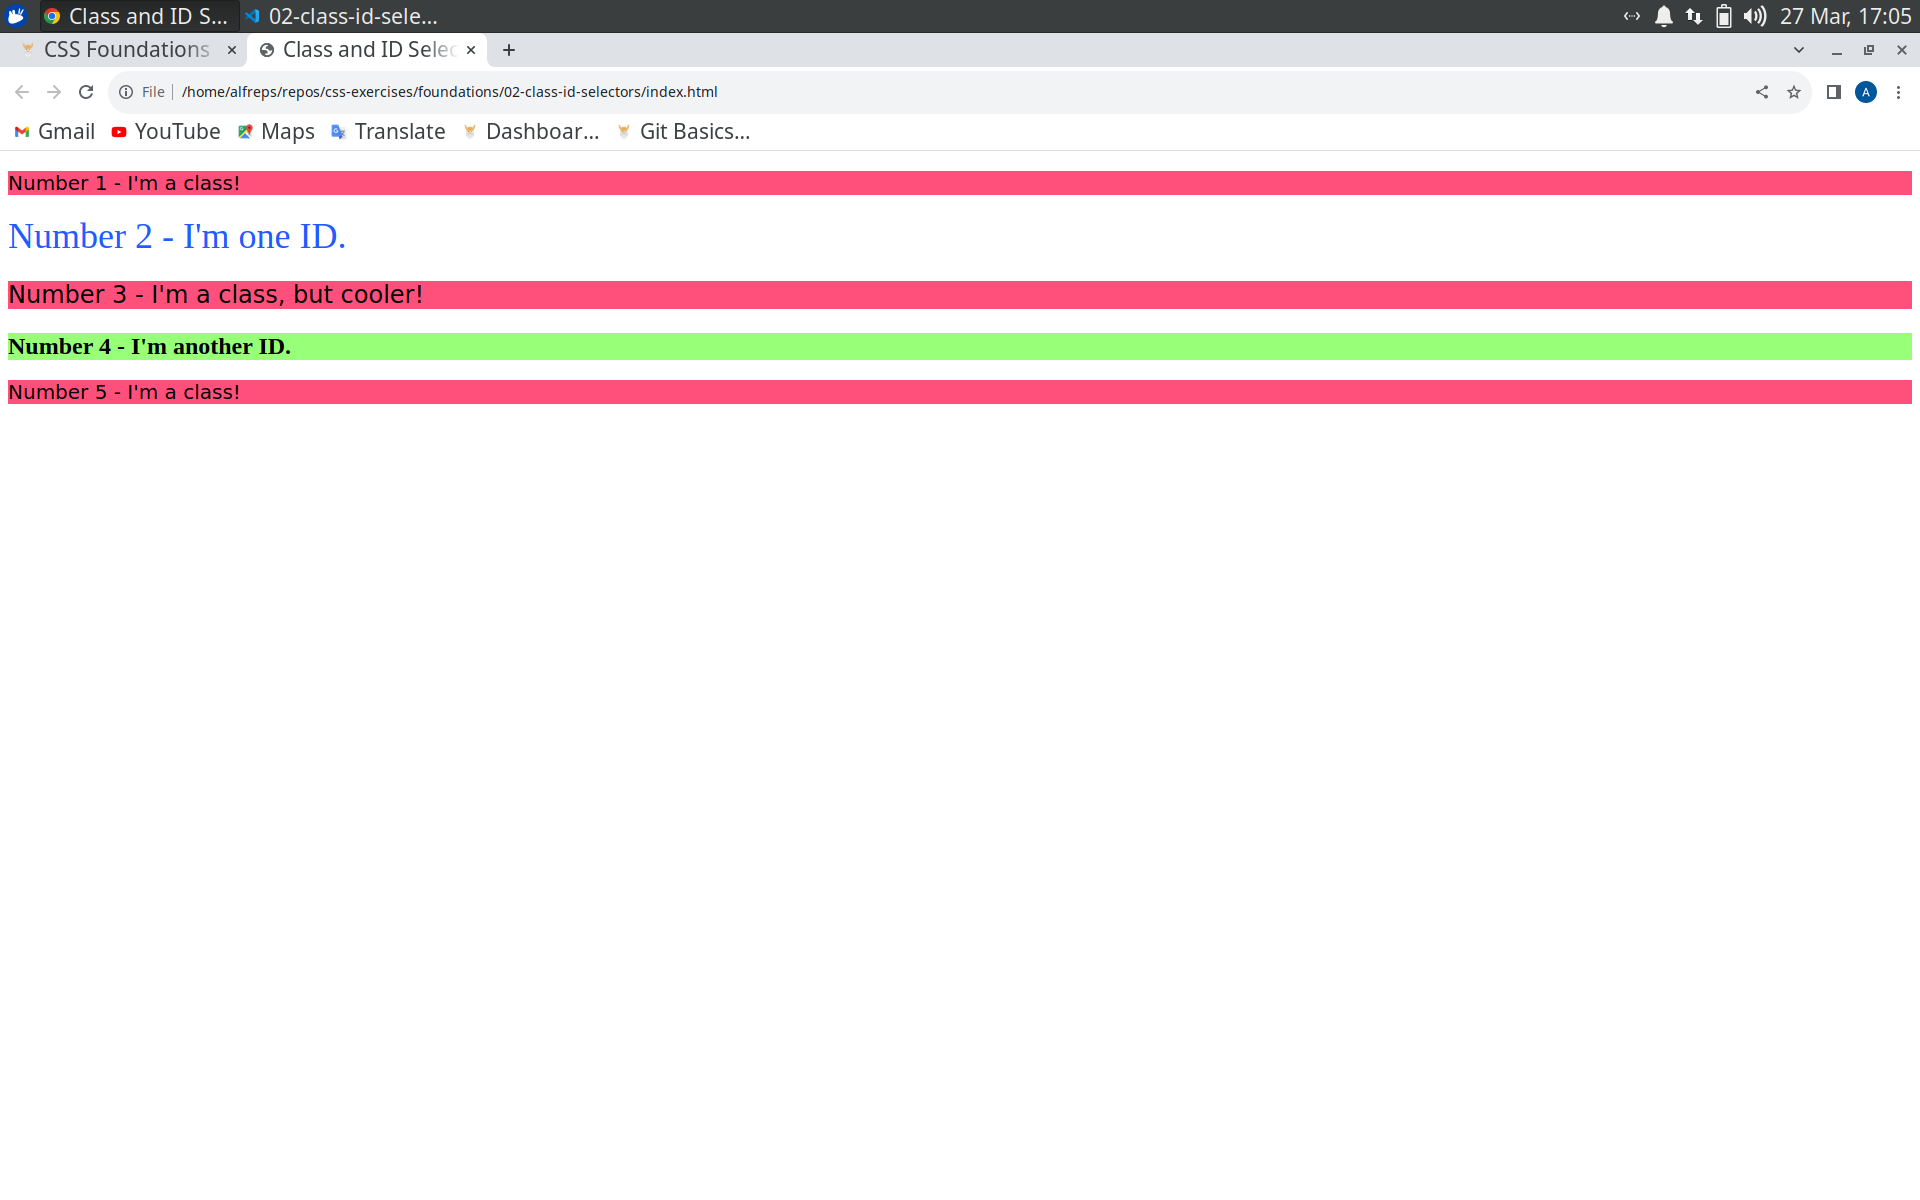 Class and ID S... 02-class-id-sele... 27 Mar, 17:05
CSS Foundations Class and ID Selec
File /home/alfreps/repos/css-exercises/foundations/02-class-id-selectors/index.html A
Gmail YouTube Maps Translate Dashboar... Git Basics...
Number 1 - I'm a class!
Number 2 - I'm one ID.
Number 3 - I'm a class, but cooler!
Number 4 - I'm another ID.
Number 5 - I'm a class!